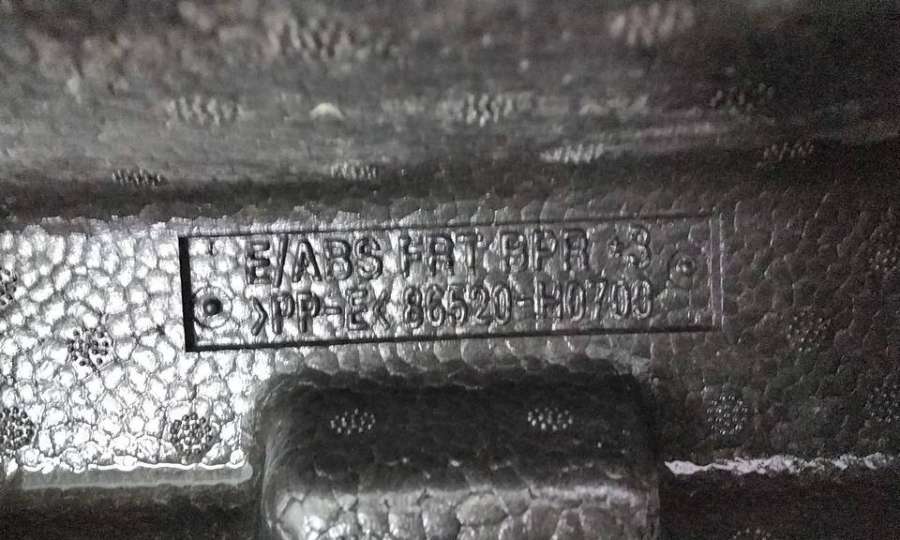 E/ABS FRT BPR +3
>PP-E< 86520-H0700